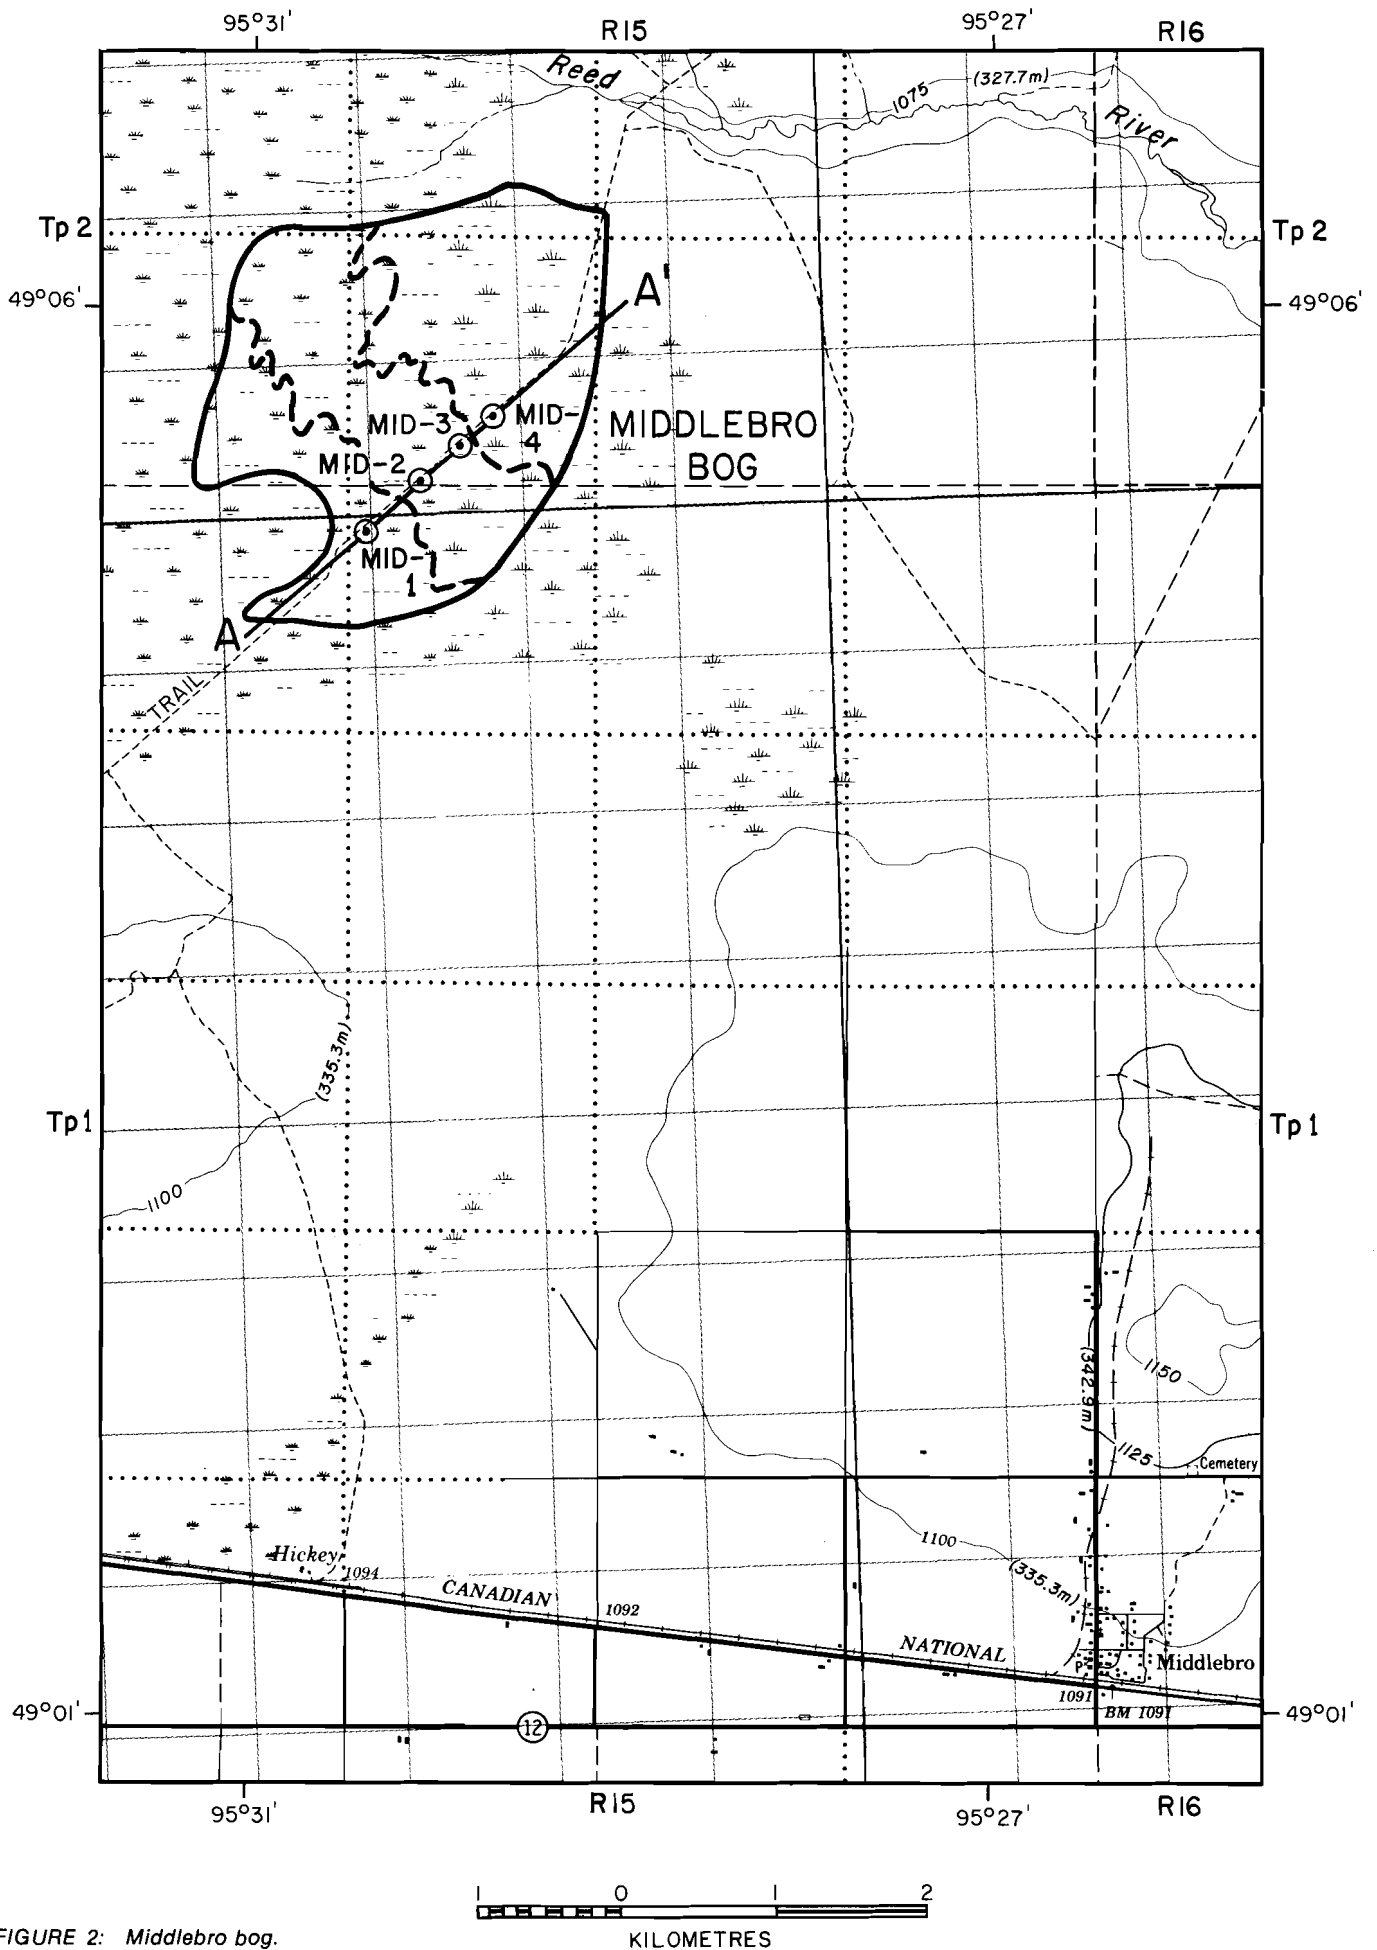 95°31' R15 95°27' R16
Reed
1075 (327.7m)
River
Tp 2 Tp 2
49°06' A' 49°06'
MID-3 MID-4
MIDDLEBRO
BOG
MID-2
MID-1
A
TRAIL
(335.3m)
Tp 1 Tp 1
1100
(342.9m)
1150
1125
Cemetery
1100
Hickey
1094
(335.3m)
CANADIAN
1092
NATIONAL
Middlebro
P
1091
BM 1091
49°01' 49°01'
12
95°31' R15 95°27' R16
1 0 1 2
KILOMETRES
FIGURE 2: Middlebro bog.